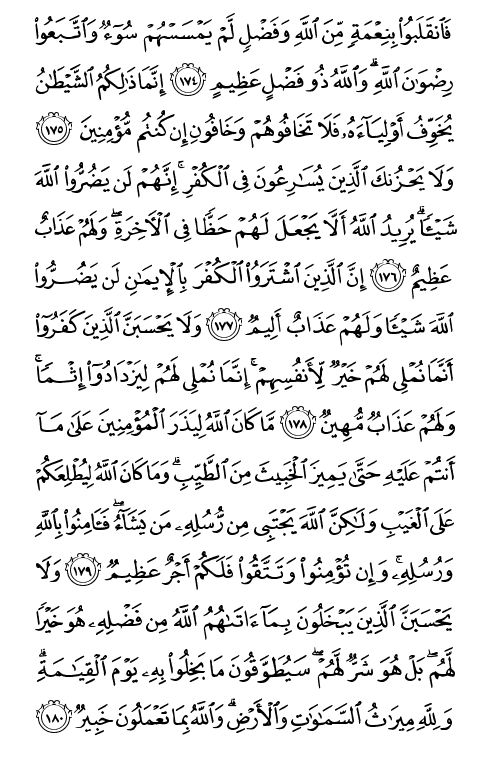 فَٱنقَلَبُوا۟ بِنِعْمَةٍ مِّنَ ٱللَّهِ وَفَضْلٍ لَّمْ يَمْسَسْهُمْ سُوٓءٌ وَٱتَّبَعُوا۟
رِضْوَٰنَ ٱللَّهِ ۗ وَٱللَّهُ ذُو فَضْلٍ عَظِيمٍ ١٧٤ إِنَّمَا ذَٰلِكُمُ ٱلشَّيْطَٰنُ
يُخَوِّفُ أَوْلِيَآءَهُۥ فَلَا تَخَافُوهُمْ وَخَافُونِ إِن كُنتُم مُّؤْمِنِينَ ١٧٥
وَلَا يَحْزُنكَ ٱلَّذِينَ يُسَٰرِعُونَ فِى ٱلْكُفْرِ ۚ إِنَّهُمْ لَن يَضُرُّوا۟ ٱللَّهَ
شَيْـًٔا ۗ يُرِيدُ ٱللَّهُ أَلَّا يَجْعَلَ لَهُمْ حَظًّا فِى ٱلْـَٔاخِرَةِ ۖ وَلَهُمْ عَذَابٌ
عَظِيمٌ ١٧٦ إِنَّ ٱلَّذِينَ ٱشْتَرَوُا۟ ٱلْكُفْرَ بِٱلْإِيمَٰنِ لَن يَضُرُّوا۟
ٱللَّهَ شَيْـًٔا وَلَهُمْ عَذَابٌ أَلِيمٌ ١٧٧ وَلَا يَحْسَبَنَّ ٱلَّذِينَ كَفَرُوٓا۟
أَنَّمَا نُمْلِى لَهُمْ خَيْرٌ لِّأَنفُسِهِمْ ۚ إِنَّمَا نُمْلِى لَهُمْ لِيَزْدَادُوٓا۟ إِثْمًا ۚ
وَلَهُمْ عَذَابٌ مُّهِينٌ ١٧٨ مَّا كَانَ ٱللَّهُ لِيَذَرَ ٱلْمُؤْمِنِينَ عَلَىٰ مَآ
أَنتُمْ عَلَيْهِ حَتَّىٰ يَمِيزَ ٱلْخَبِيثَ مِنَ ٱلطَّيِّبِ ۗ وَمَا كَانَ ٱللَّهُ لِيُطْلِعَكُمْ
عَلَى ٱلْغَيْبِ وَلَٰكِنَّ ٱللَّهَ يَجْتَبِى مِن رُّسُلِهِۦ مَن يَشَآءُ ۖ فَـَٔامِنُوا۟ بِٱللَّهِ
وَرُسُلِهِۦ ۚ وَإِن تُؤْمِنُوا۟ وَتَتَّقُوا۟ فَلَكُمْ أَجْرٌ عَظِيمٌ ١٧٩ وَلَا
يَحْسَبَنَّ ٱلَّذِينَ يَبْخَلُونَ بِمَآ ءَاتَىٰهُمُ ٱللَّهُ مِن فَضْلِهِۦ هُوَ خَيْرًا
لَّهُم ۖ بَلْ هُوَ شَرٌّ لَّهُمْ ۖ سَيُطَوَّقُونَ مَا بَخِلُوا۟ بِهِۦ يَوْمَ ٱلْقِيَٰمَةِ ۗ
وَلِلَّهِ مِيرَٰثُ ٱلسَّمَٰوَٰتِ وَٱلْأَرْضِ ۗ وَٱللَّهُ بِمَا تَعْمَلُونَ خَبِيرٌ ١٨٠